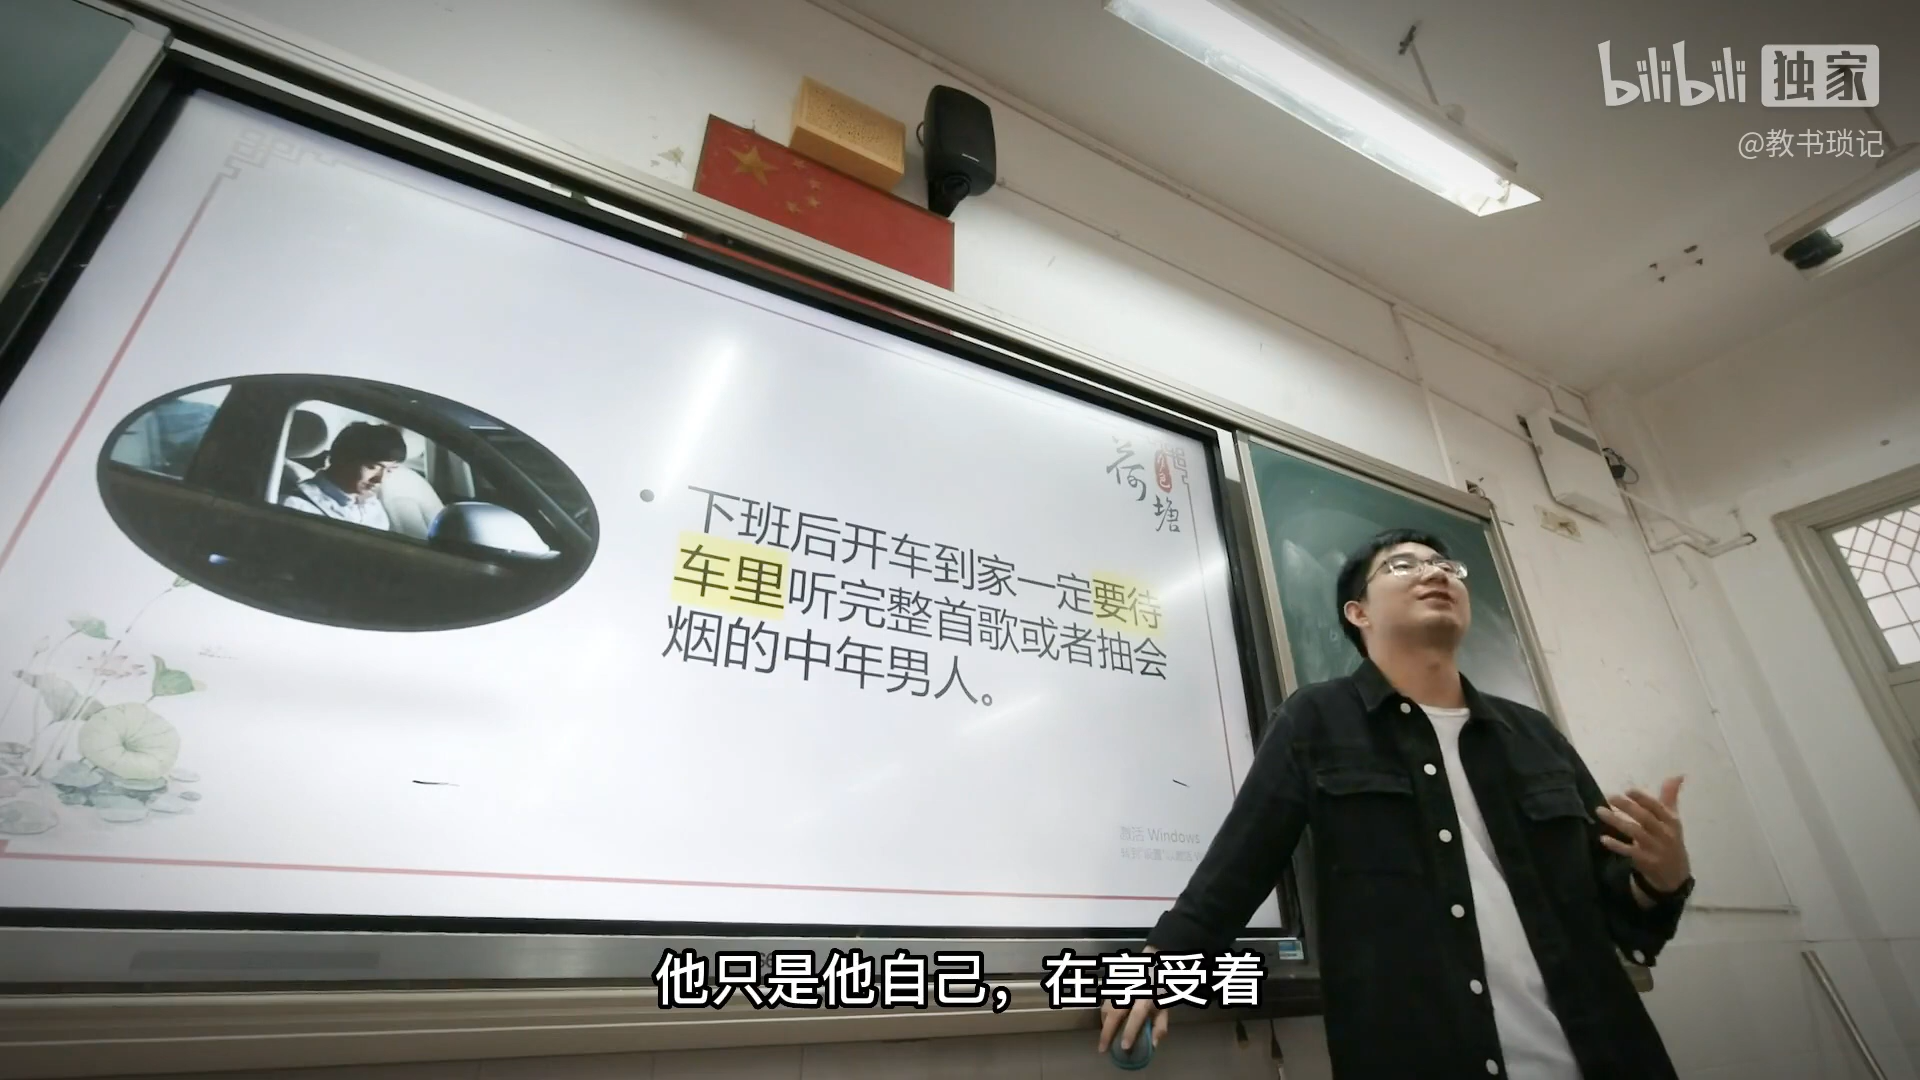 bilibili 独家
@教书琐记
荷塘
月色
下班后开车到家一定要待
车里听完整首歌或者抽会
烟的中年男人。
激活 Windows
他只是他自己，在享受着